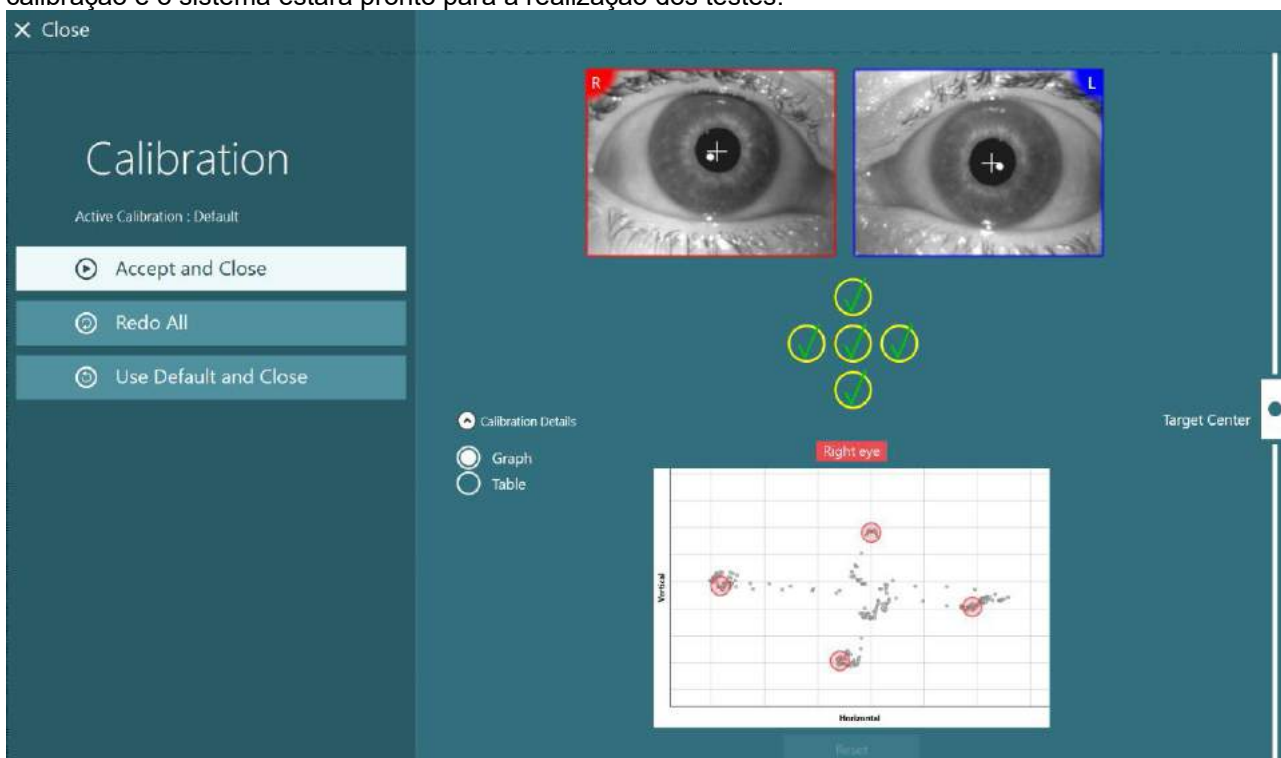 calibração e o sistema estará pronto para a realização dos testes.
Close
R
L
Calibration
Active Calibration : Default
Accept and Close
Redo All
Use Default and Close
Calibration Details
Target Center
Graph
Table
Right eye
Vertical
Horizontal
Reset